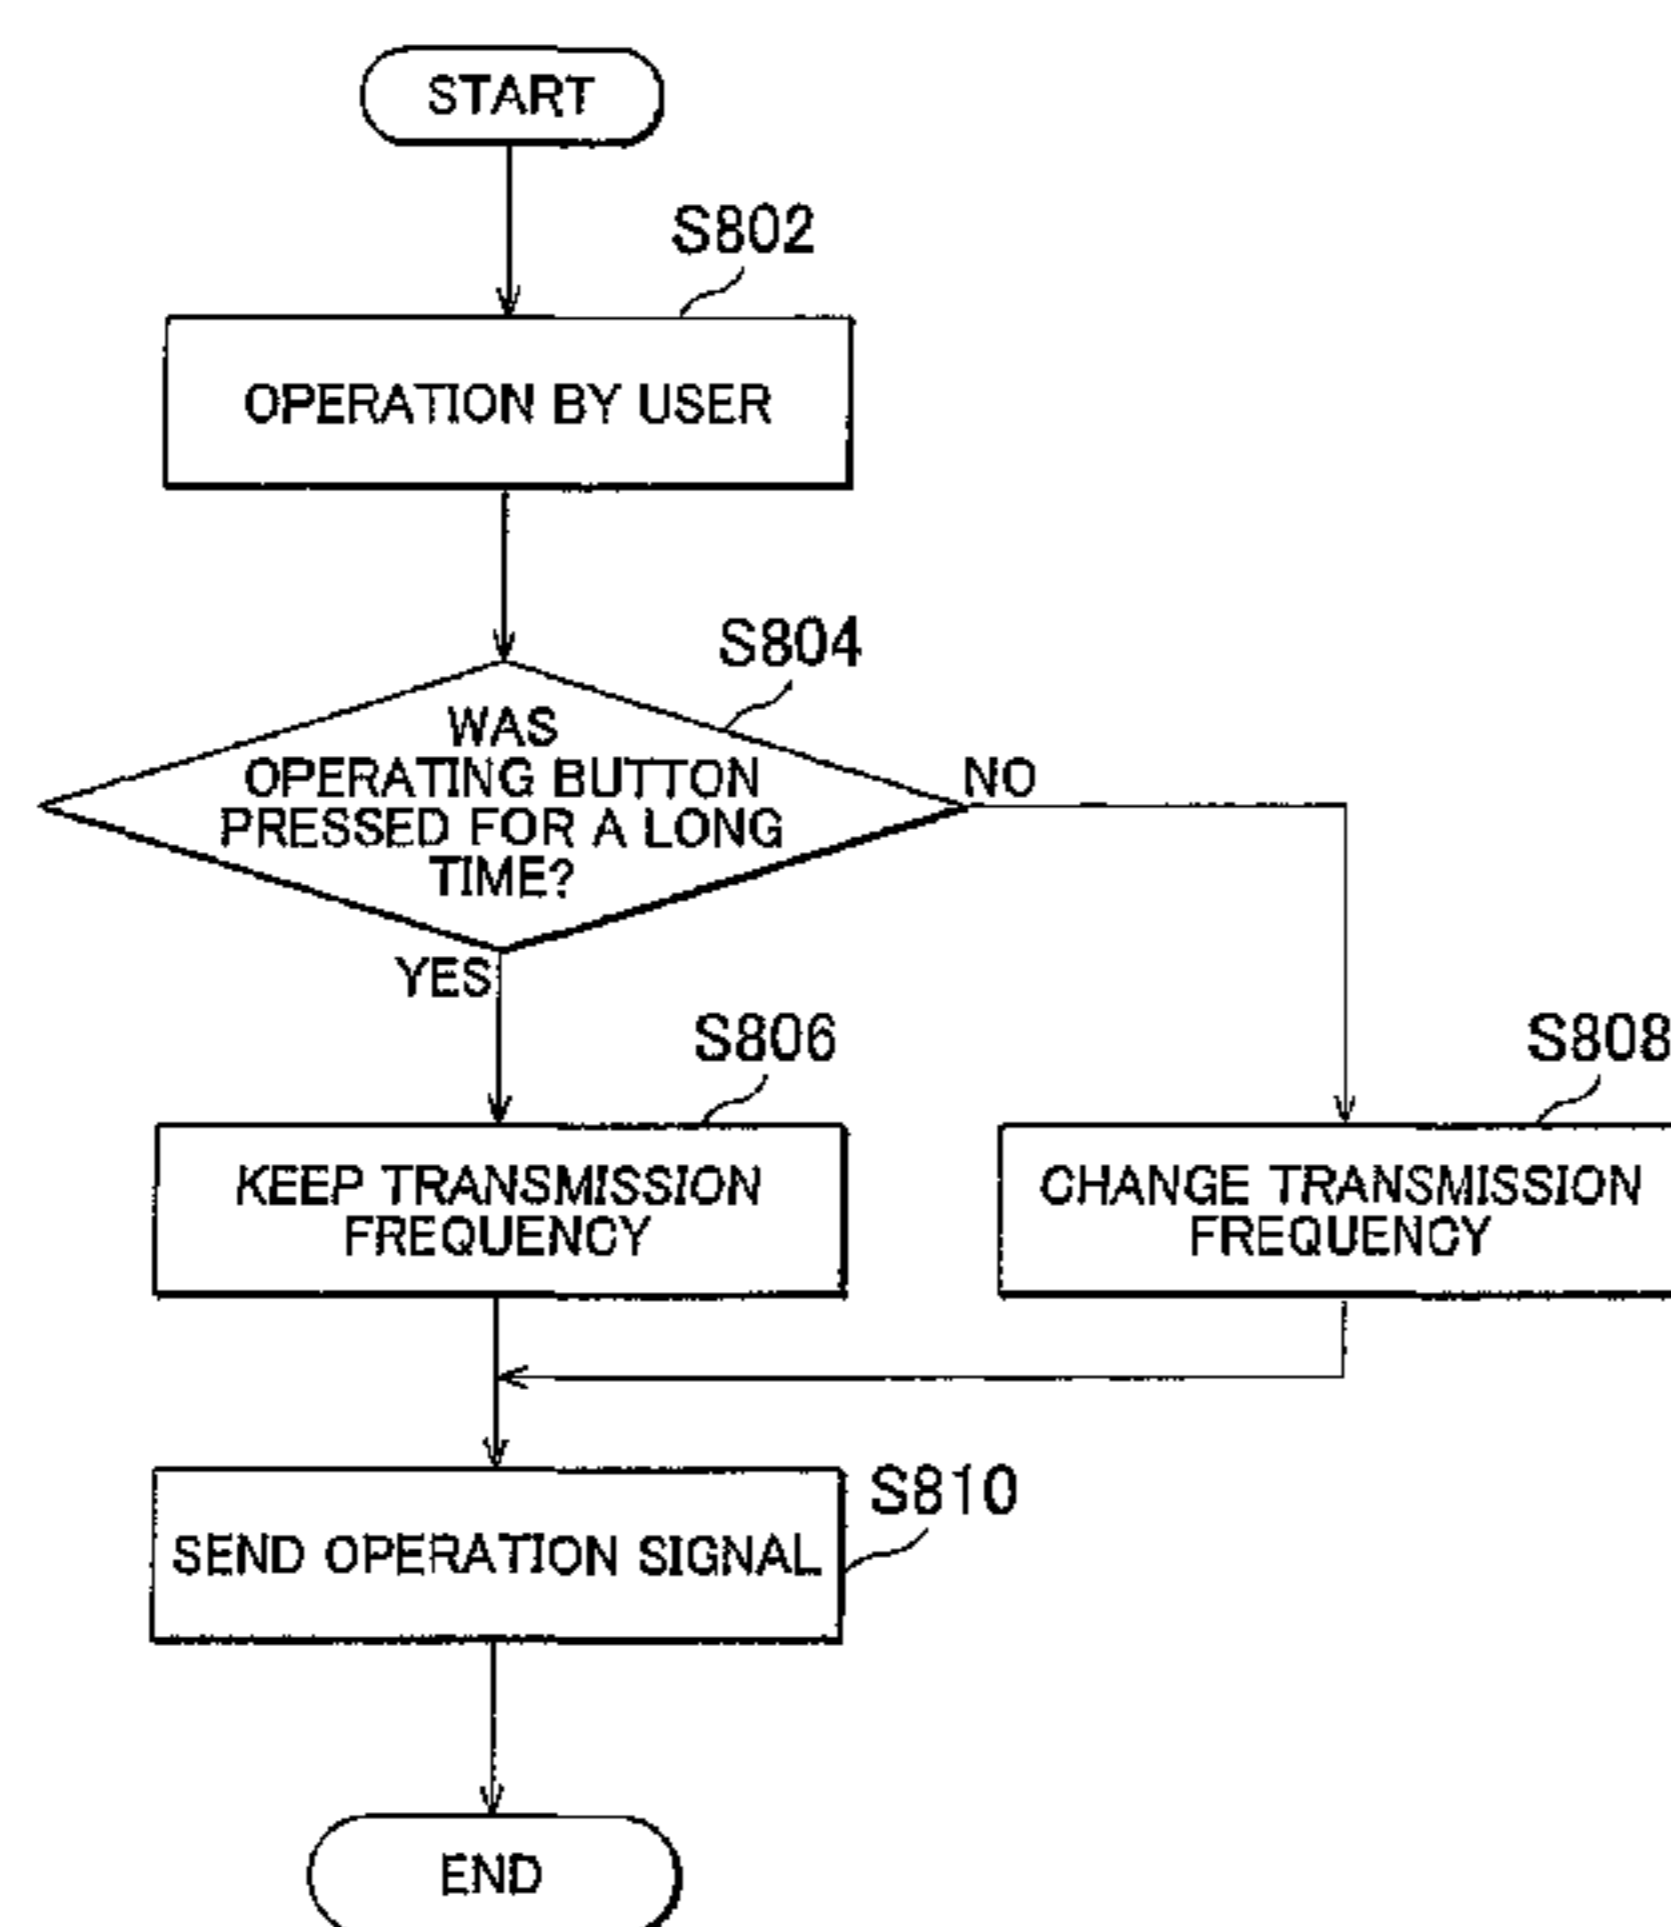 START
S802
OPERATION BY USER
S804
WAS
OPERATING BUTTON
PRESSED FOR A LONG
TIME?
NO
YES
S806
KEEP TRANSMISSION
FREQUENCY
S808
CHANGE TRANSMISSION
FREQUENCY
S810
SEND OPERATION SIGNAL
END